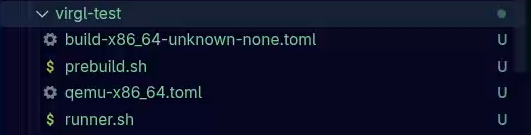 virgl-test
build-x86_64-unknown-none.toml U
$ prebuild.sh U
qemu-x86_64.toml U
$ runner.sh U